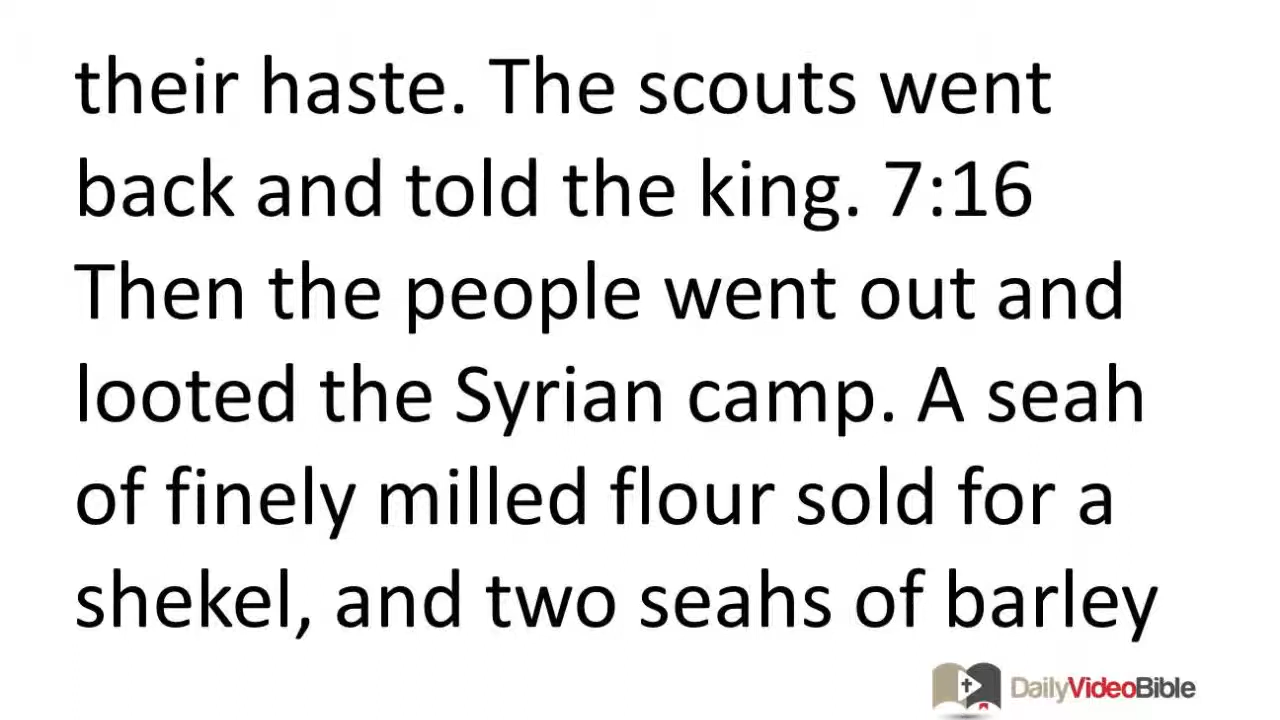 their haste. The scouts went
back and told the king. 7:16
Then the people went out and
looted the Syrian camp. A seah
of finely milled flour sold for a
shekel, and two seahs of barley
DailyVideoBible